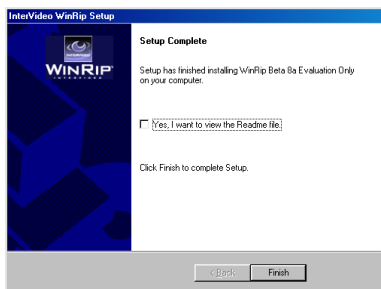 InterVideo WinRip Setup
WINRIP
INTERVIDEO
Setup Complete
Setup has finished installing WinRip Beta 8a Evaluation Only
on your computer.
Yes, I want to view the Readme file.
Click Finish to complete Setup.
< Back
Finish